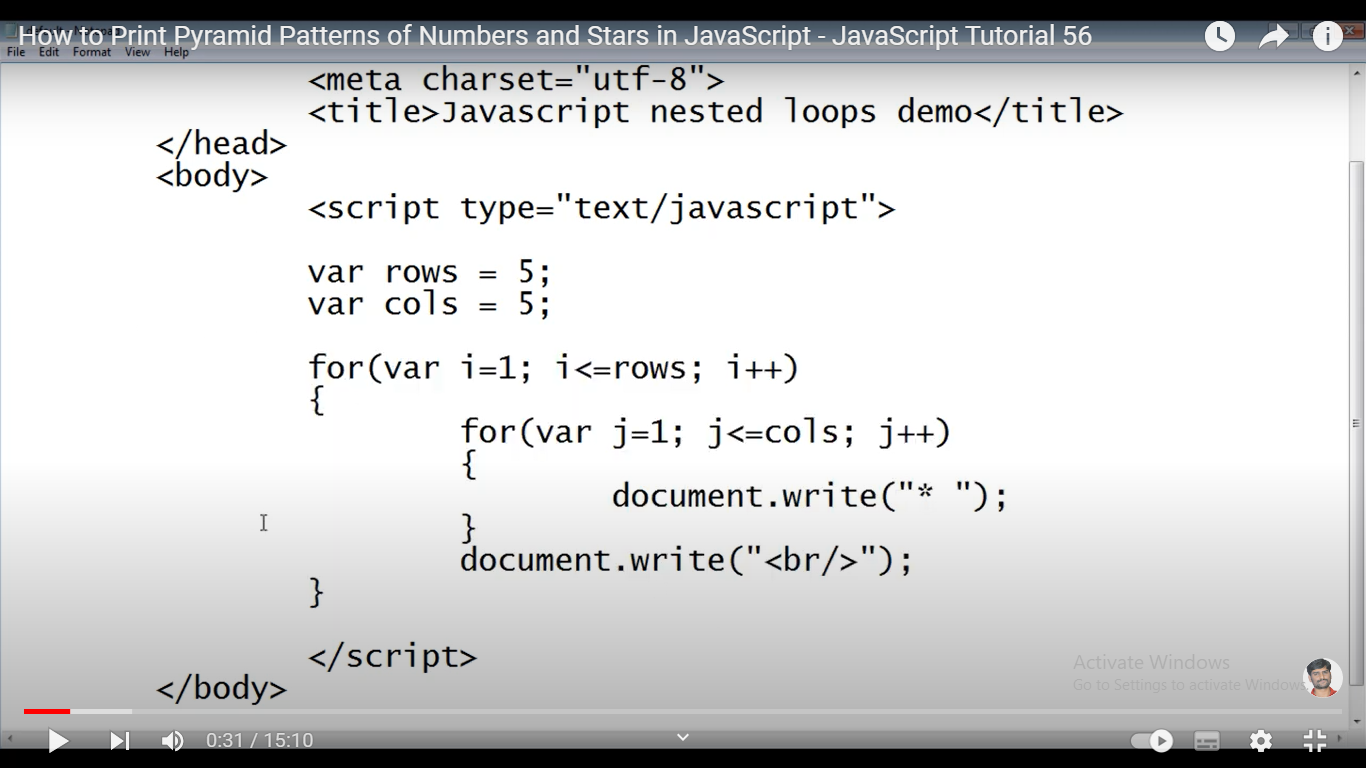 How to Print Pyramid Patterns of Numbers and Stars in JavaScript - JavaScript Tutorial 56
File Edit Format View Help
<meta charset="utf-8">
<title>Javascript nested loops demo</title>
</head>
<body>
<script type="text/javascript">
var rows = 5;
var cols = 5;
for(var i=1; i<=rows; i++)
{
for(var j=1; j<=cols; j++)
{
document.write("* ");
}
document.write("<br/>");
}
</script>
</body>
Activate Windows
Go to Settings to activate Windows
0:31 / 15:10